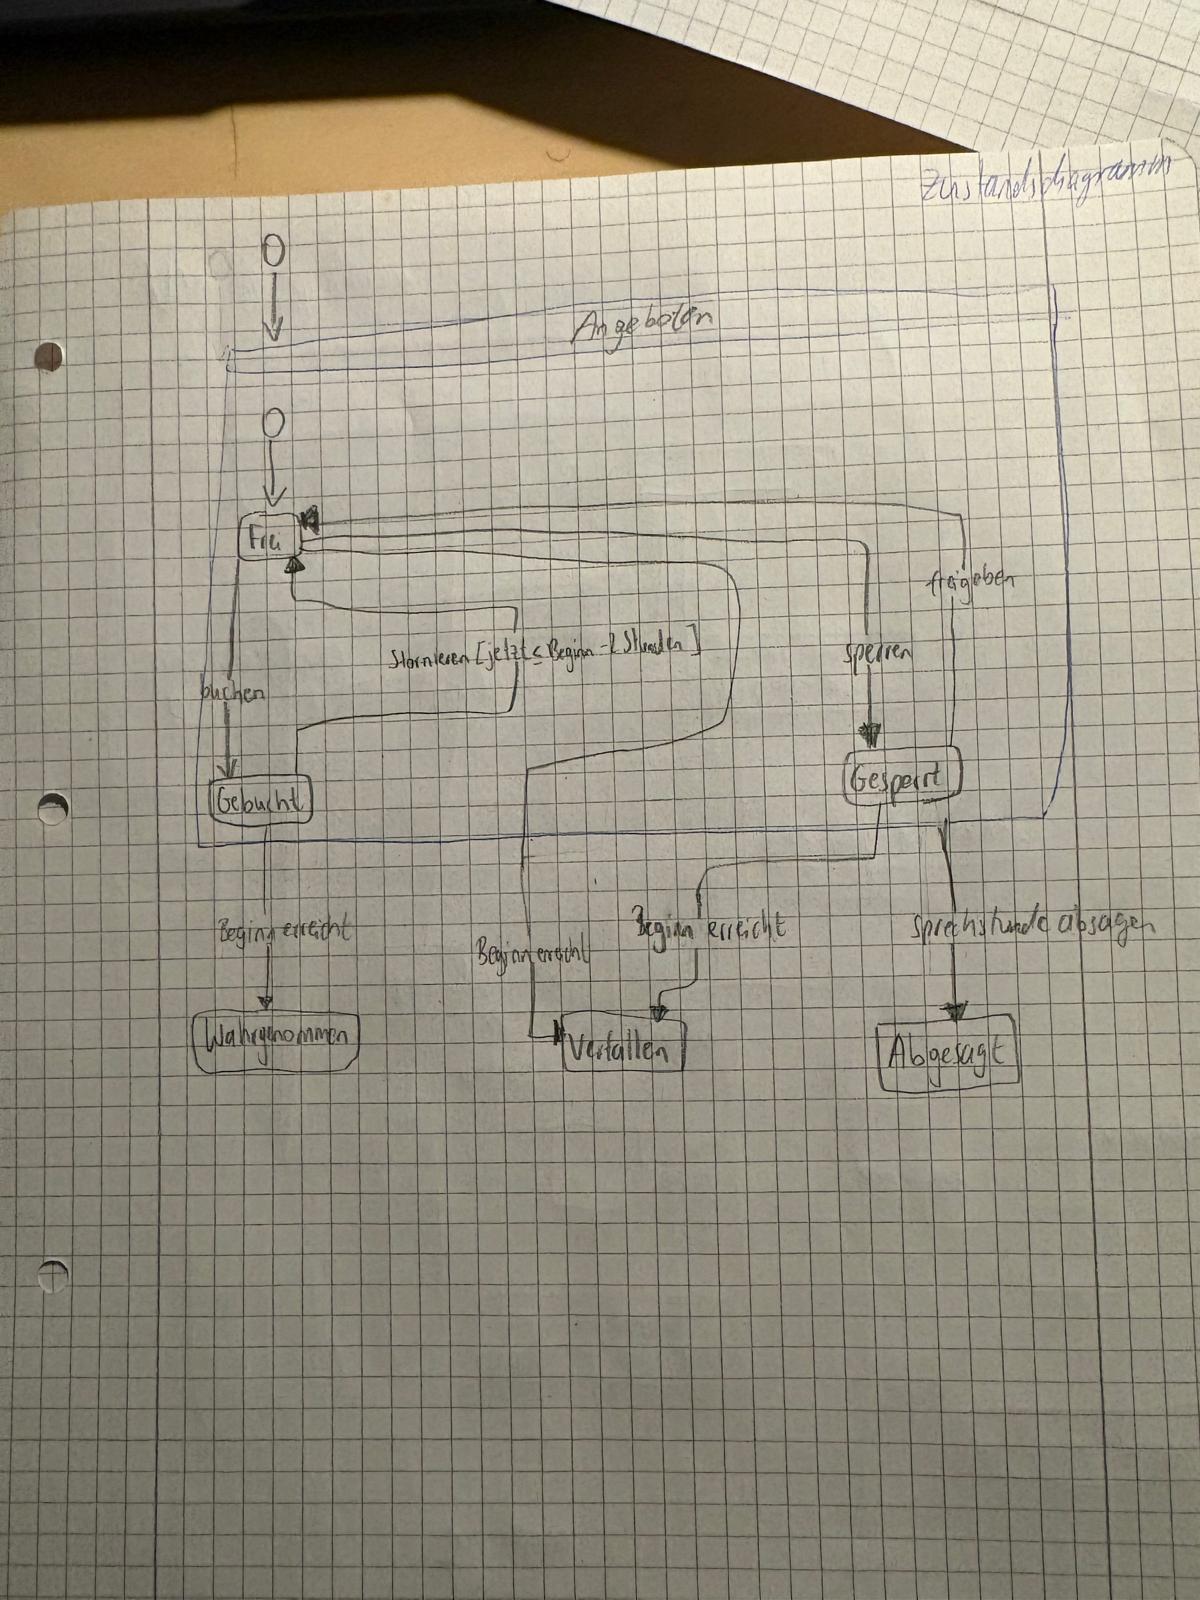 Zustandsdiagramm
Angeboten
Frei
freigeben
Stornieren [jetzt ≤ Beginn - 2 Stunden]
sperren
buchen
Gesperrt
Gebucht
Beginn erreicht
Beginn erreicht
Beginn erreicht
Sprechstunde absagen
Wahrgenommen
Verfallen
Abgesagt